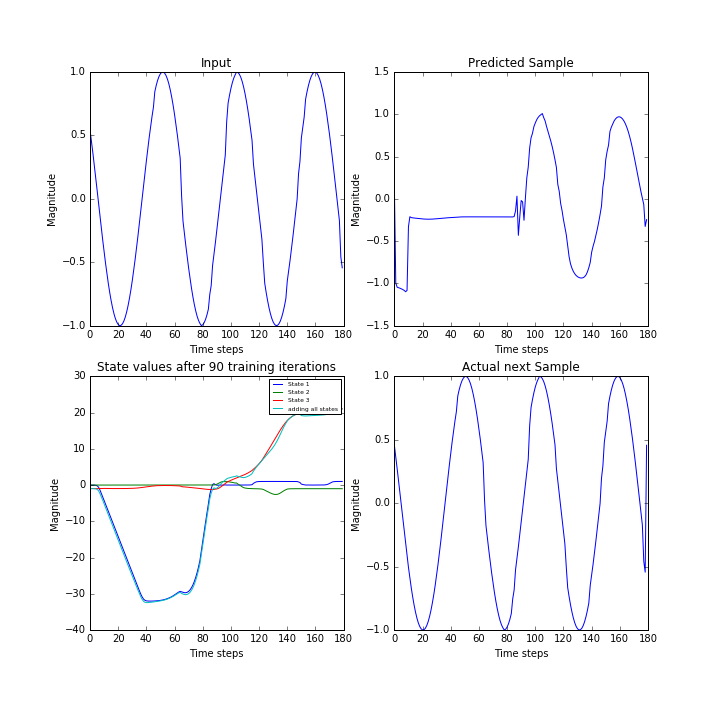 Input
Magnitude
1.0
0.5
0.0
−0.5
−1.0
0 20 40 60 80 100 120 140 160 180
Time steps
Predicted Sample
Magnitude
1.5
1.0
0.5
0.0
−0.5
−1.0
−1.5
0 20 40 60 80 100 120 140 160 180
Time steps
State values after 90 training iterations
Magnitude
30
20
10
0
−10
−20
−30
−40
State 1
State 2
State 3
adding all states
0 20 40 60 80 100 120 140 160 180
Time steps
Actual next Sample
Magnitude
1.0
0.5
0.0
−0.5
−1.0
0 20 40 60 80 100 120 140 160 180
Time steps